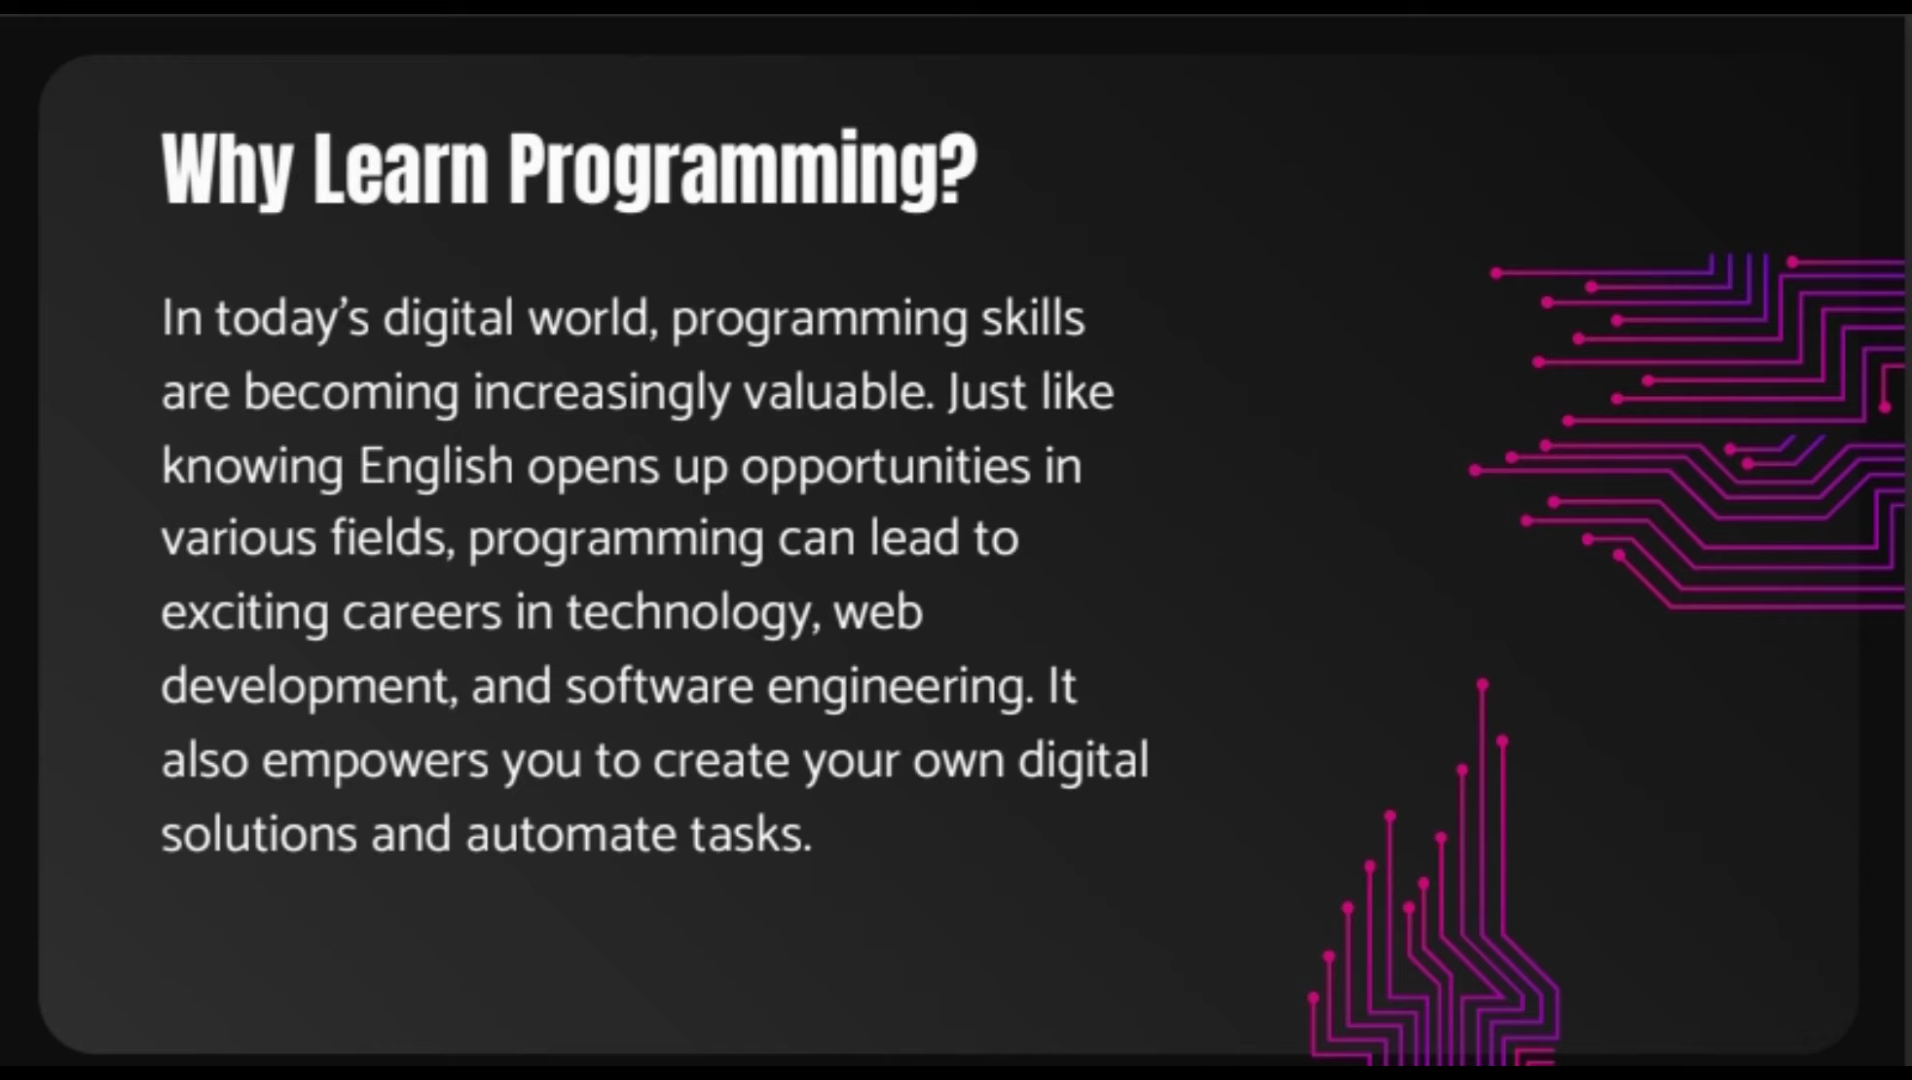 Why Learn Programming?
In today’s digital world, programming skills
are becoming increasingly valuable. Just like
knowing English opens up opportunities in
various fields, programming can lead to
exciting careers in technology, web
development, and software engineering. It
also empowers you to create your own digital
solutions and automate tasks.